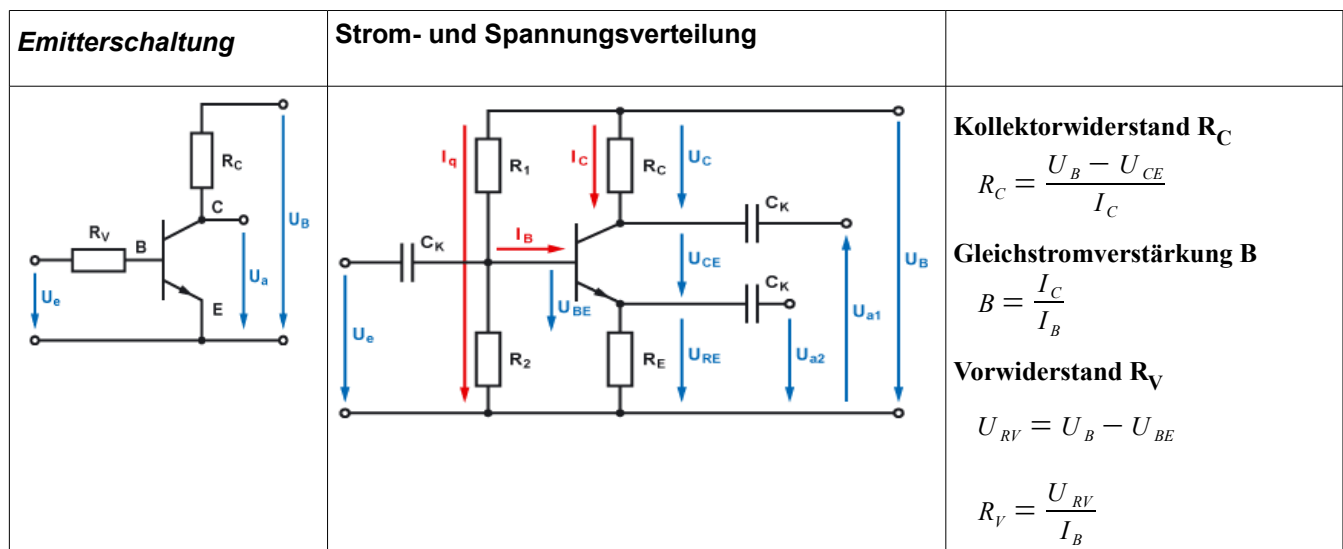 Emitterschaltung
Strom- und Spannungsverteilung
R_C
C
U_B
R_V
B
U_a
U_e
E
I_q
R_1
I_C
R_C
U_C
C_K
I_B
C_K
U_CE
U_B
C_K
U_BE
U_a1
U_e
R_2
R_E
U_RE
U_a2
Kollektorwiderstand R_C
R_C = (U_B − U_CE) / I_C
Gleichstromverstärkung B
B = I_C / I_B
Vorwiderstand R_V
U_RV = U_B − U_BE
R_V = U_RV / I_B